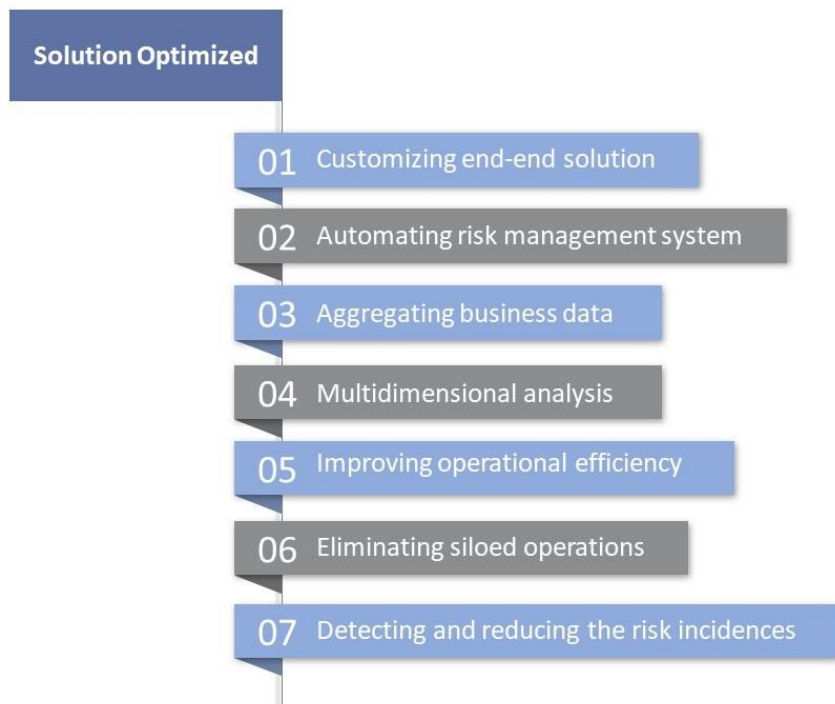 Solution Optimized
01 Customizing end-end solution
02 Automating risk management system
03 Aggregating business data
04 Multidimensional analysis
05 Improving operational efficiency
06 Eliminating siloed operations
07 Detecting and reducing the risk incidences